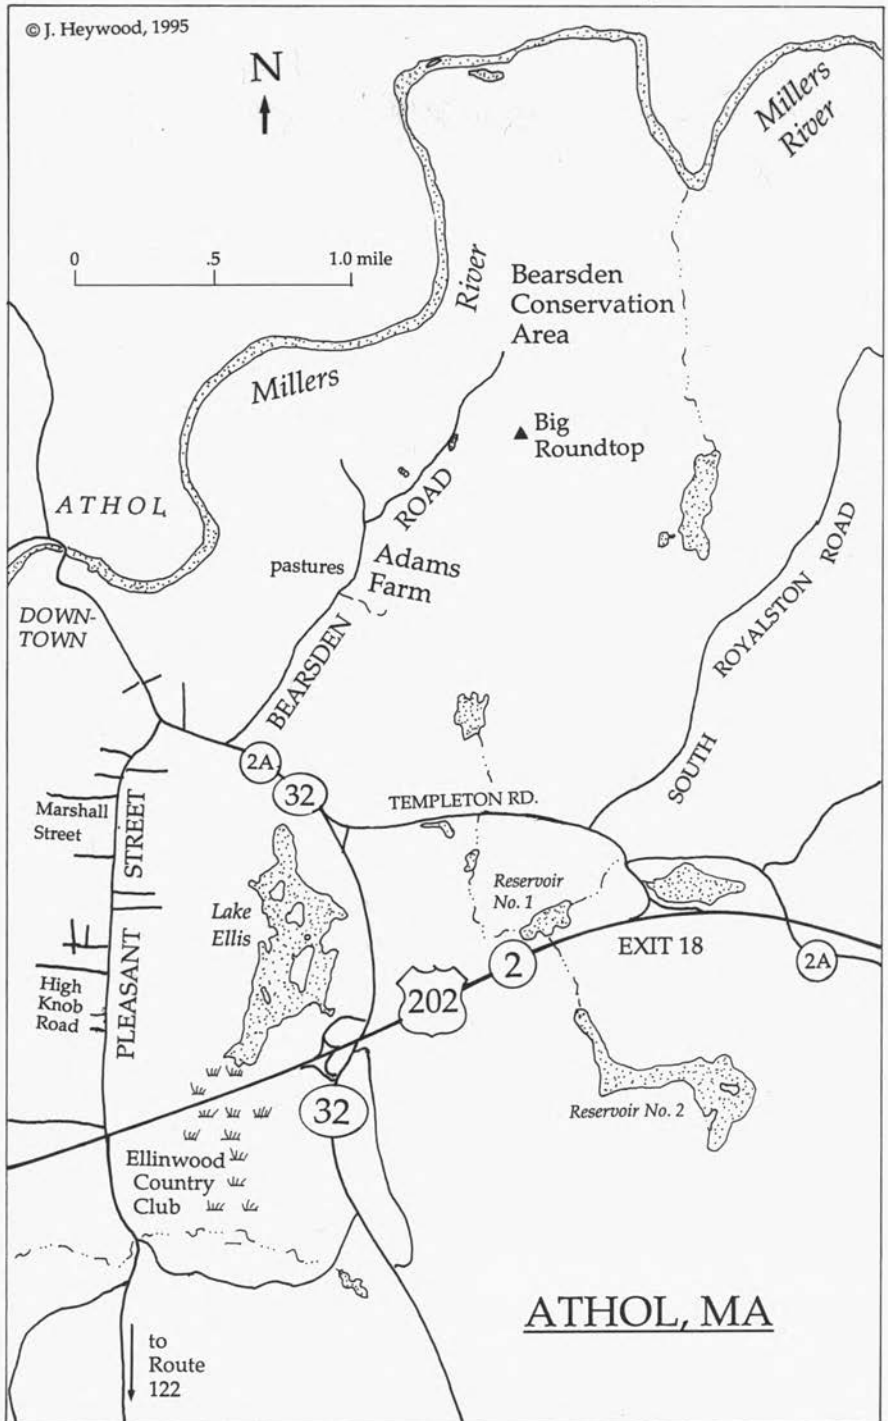 © J. Heywood, 1995
N
Millers
River
0 .5 1.0 mile
River
Bearsden
Conservation
Area
Millers
Big
Roundtop
ATHOL
ROAD
pastures
Adams
Farm
DOWN-
TOWN
BEARSDEN
SOUTH ROYALSTON ROAD
2A
32
TEMPLETON RD.
Marshall
Street
PLEASANT STREET
Reservoir
No. 1
Lake
Ellis
2
EXIT 18
2A
202
High
Knob
Road
32
Reservoir No. 2
Ellinwood
Country
Club
ATHOL, MA
to
Route
122